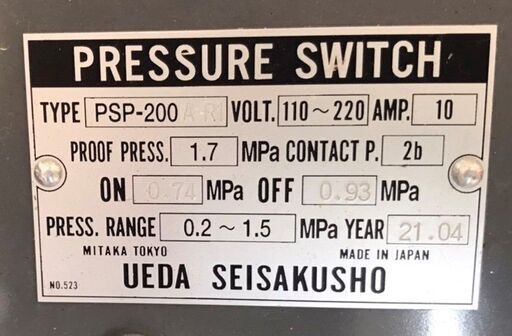 PRESSURE SWITCH
TYPE PSP-200A-R1 VOLT. 110～220 AMP. 10
PROOF PRESS. 1.7 MPa CONTACT P. 2b
ON 0.74 MPa OFF 0.93 MPa
PRESS. RANGE 0.2～1.5 MPa YEAR 21.04
MITAKA TOKYO MADE IN JAPAN
NO.523 UEDA SEISAKUSHO